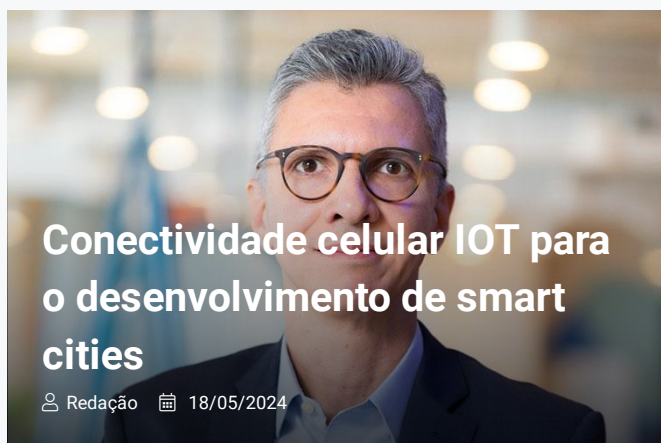 Conectividade celular IOT para
o desenvolvimento de smart
cities
Redação 18/05/2024